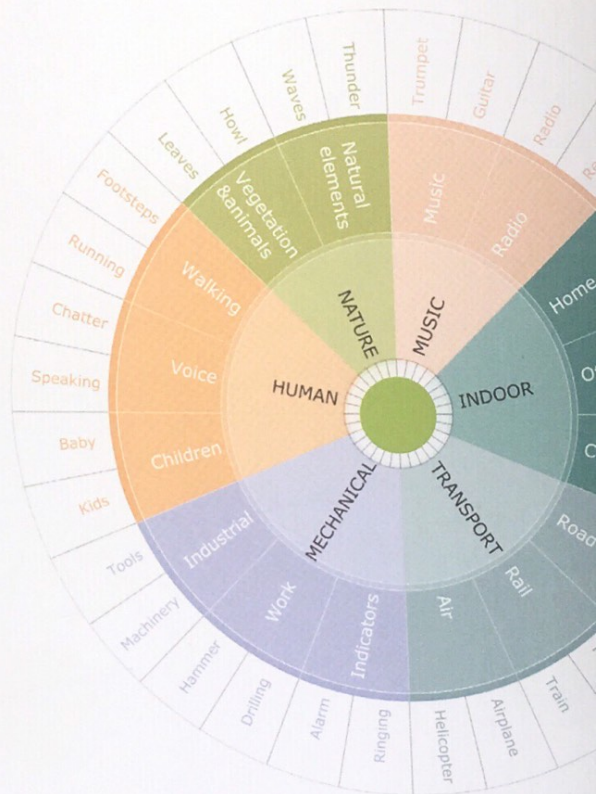 NATURE
MUSIC
INDOOR
TRANSPORT
MECHANICAL
HUMAN
Vegetation
&animals
Natural
elements
Music
Radio
Home
Road
Rail
Air
Indicators
Work
Industrial
Children
Voice
Walking
Leaves
Howl
Waves
Thunder
Trumpet
Guitar
Radio
Train
Airplane
Helicopter
Ringing
Alarm
Drilling
Hammer
Machinery
Tools
Kids
Baby
Speaking
Chatter
Running
Footsteps